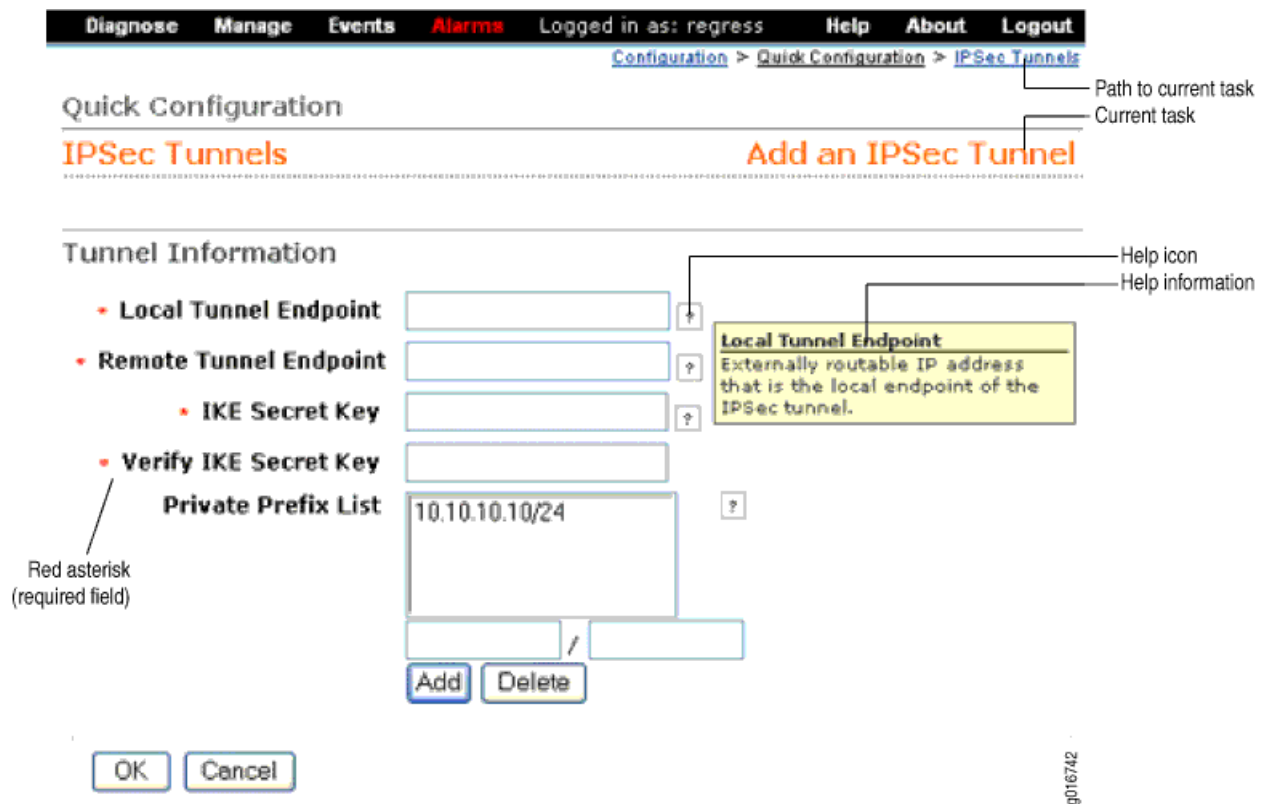 Diagnose Manage Events Alarms Logged in as: regress Help About Logout
Configuration > Quick Configuration > IPSec Tunnels
Path to current task
Quick Configuration
Current task
IPSec Tunnels Add an IPSec Tunnel
Tunnel Information
Help icon
Help information
* Local Tunnel Endpoint ?
Local Tunnel Endpoint
Externally routable IP address
that is the local endpoint of the
IPSec tunnel.
* Remote Tunnel Endpoint ?
* IKE Secret Key ?
* Verify IKE Secret Key
Private Prefix List 10.10.10.10/24 ?
Red asterisk
(required field)
/
Add Delete
OK Cancel
g016742